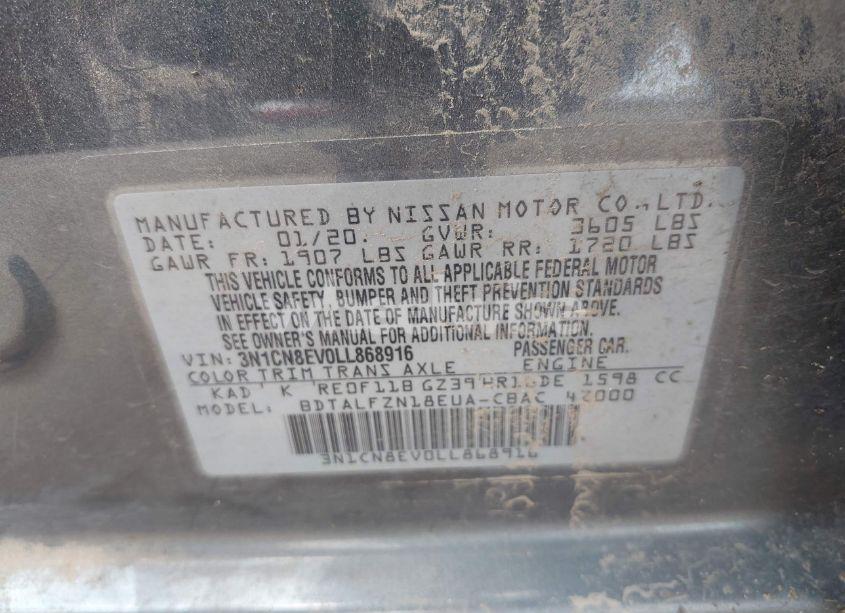 MANUFACTURED BY NISSAN MOTOR CO., LTD.
DATE: 01/20. GVWR: 3605 LBS
GAWR FR: 1907 LBS GAWR RR: 1720 LBS
THIS VEHICLE CONFORMS TO ALL APPLICABLE FEDERAL MOTOR
VEHICLE SAFETY, BUMPER AND THEFT PREVENTION STANDARDS
IN EFFECT ON THE DATE OF MANUFACTURE SHOWN ABOVE.
SEE OWNER'S MANUAL FOR ADDITIONAL INFORMATION.
VIN: 3N1CN8EV0LL868916 PASSENGER CAR.
COLOR TRIM TRANS AXLE ENGINE
KAD K RE0F11B GZ39 HR16DE 1598 CC
MODEL: BDTALFZN18EUA-CBAC 42000
3N1CN8EV0LL868916